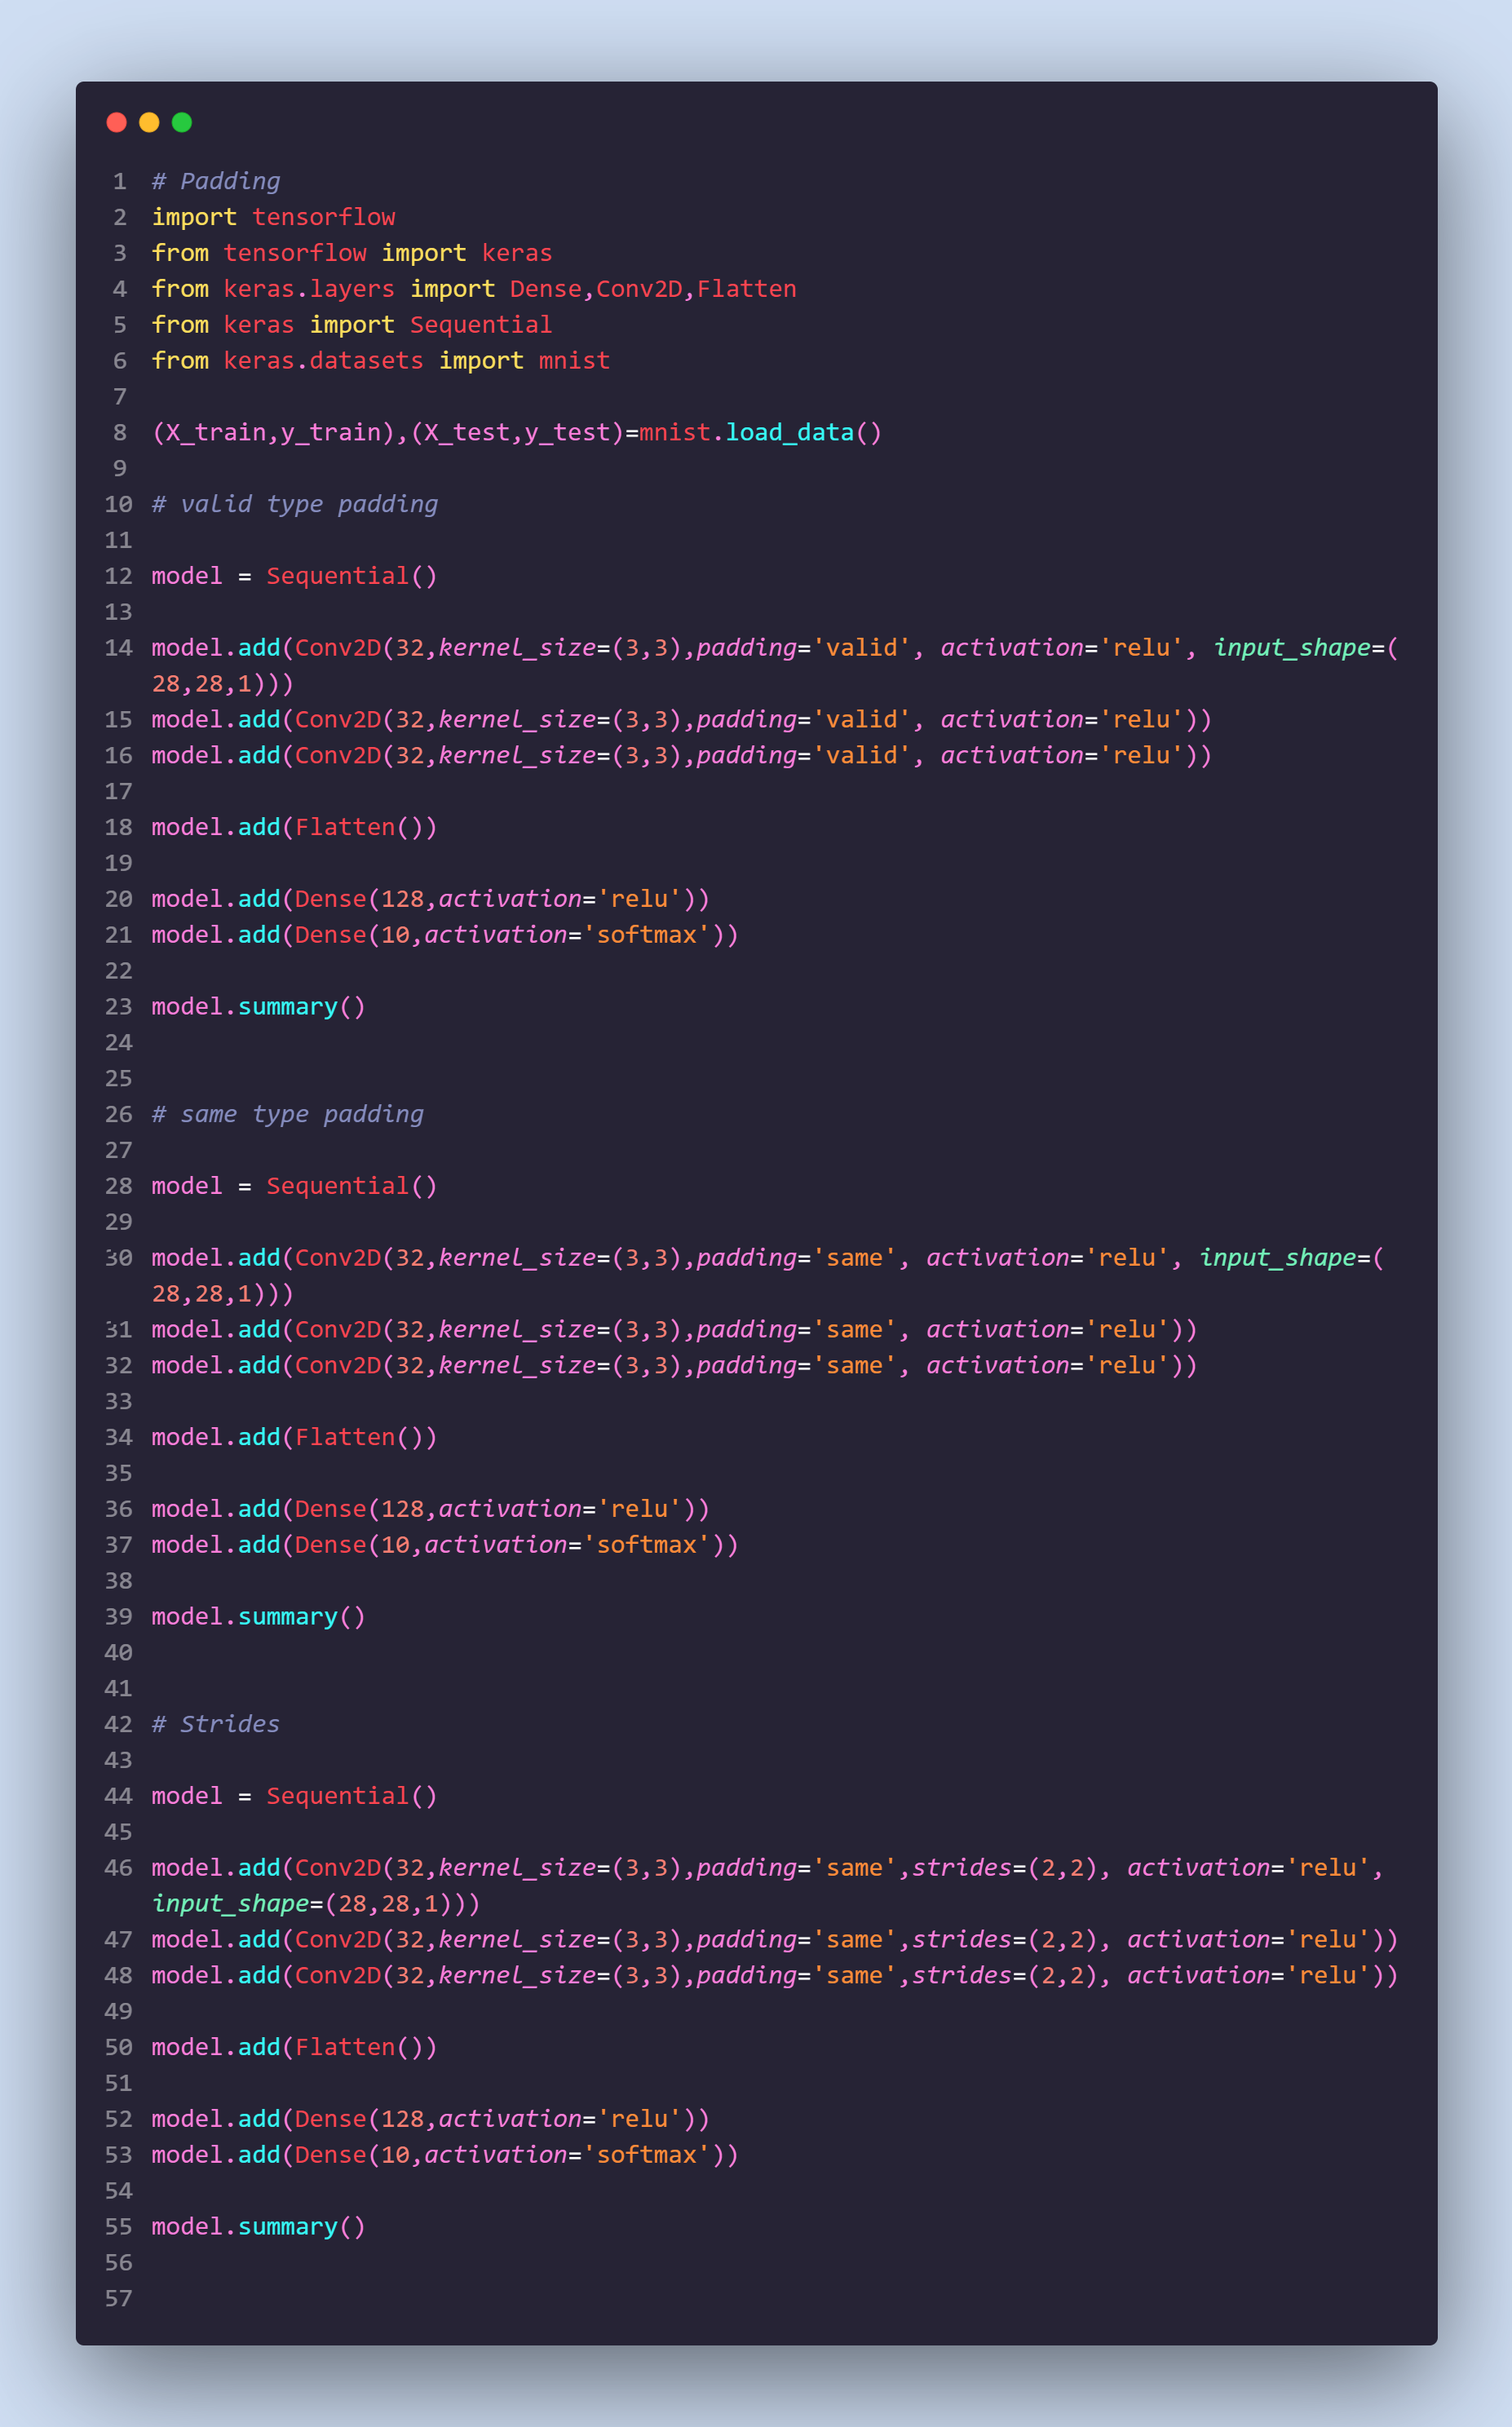 1 # Padding
2 import tensorflow
3 from tensorflow import keras
4 from keras.layers import Dense,Conv2D,Flatten
5 from keras import Sequential
6 from keras.datasets import mnist
7
8 (X_train,y_train),(X_test,y_test)=mnist.load_data()
9
10 # valid type padding
11
12 model = Sequential()
13
14 model.add(Conv2D(32,kernel_size=(3,3),padding='valid', activation='relu', input_shape=(
28,28,1)))
15 model.add(Conv2D(32,kernel_size=(3,3),padding='valid', activation='relu'))
16 model.add(Conv2D(32,kernel_size=(3,3),padding='valid', activation='relu'))
17
18 model.add(Flatten())
19
20 model.add(Dense(128,activation='relu'))
21 model.add(Dense(10,activation='softmax'))
22
23 model.summary()
24
25
26 # same type padding
27
28 model = Sequential()
29
30 model.add(Conv2D(32,kernel_size=(3,3),padding='same', activation='relu', input_shape=(
28,28,1)))
31 model.add(Conv2D(32,kernel_size=(3,3),padding='same', activation='relu'))
32 model.add(Conv2D(32,kernel_size=(3,3),padding='same', activation='relu'))
33
34 model.add(Flatten())
35
36 model.add(Dense(128,activation='relu'))
37 model.add(Dense(10,activation='softmax'))
38
39 model.summary()
40
41
42 # Strides
43
44 model = Sequential()
45
46 model.add(Conv2D(32,kernel_size=(3,3),padding='same',strides=(2,2), activation='relu',
input_shape=(28,28,1)))
47 model.add(Conv2D(32,kernel_size=(3,3),padding='same',strides=(2,2), activation='relu'))
48 model.add(Conv2D(32,kernel_size=(3,3),padding='same',strides=(2,2), activation='relu'))
49
50 model.add(Flatten())
51
52 model.add(Dense(128,activation='relu'))
53 model.add(Dense(10,activation='softmax'))
54
55 model.summary()
56
57